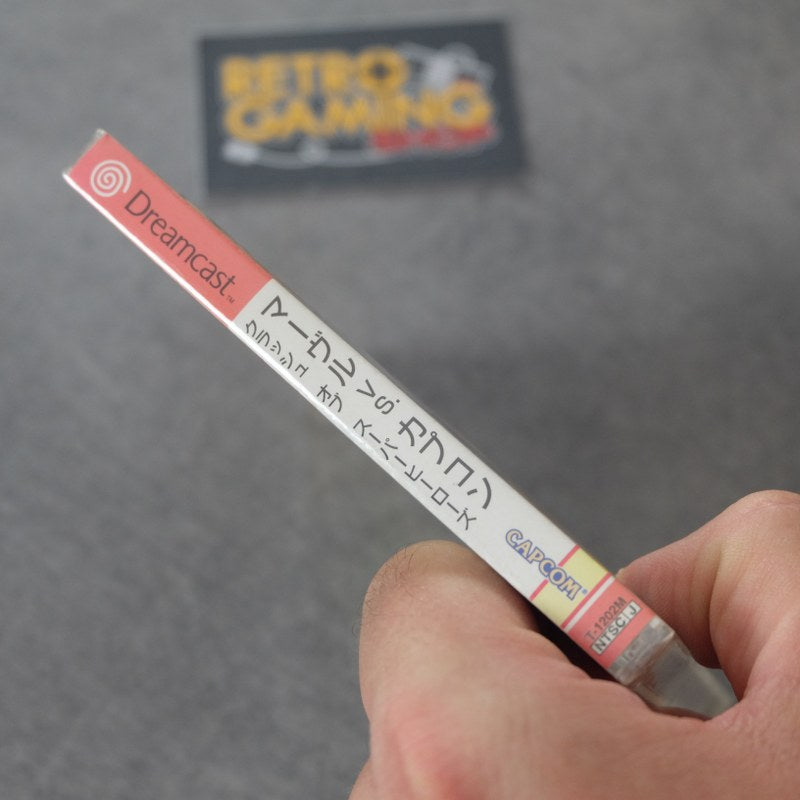 RETRO
GAMING
Dreamcast™
マーヴル vs. カプコン
クラッシュ オブ スーパーヒーローズ
CAPCOM®
T-1202M
NTSC J